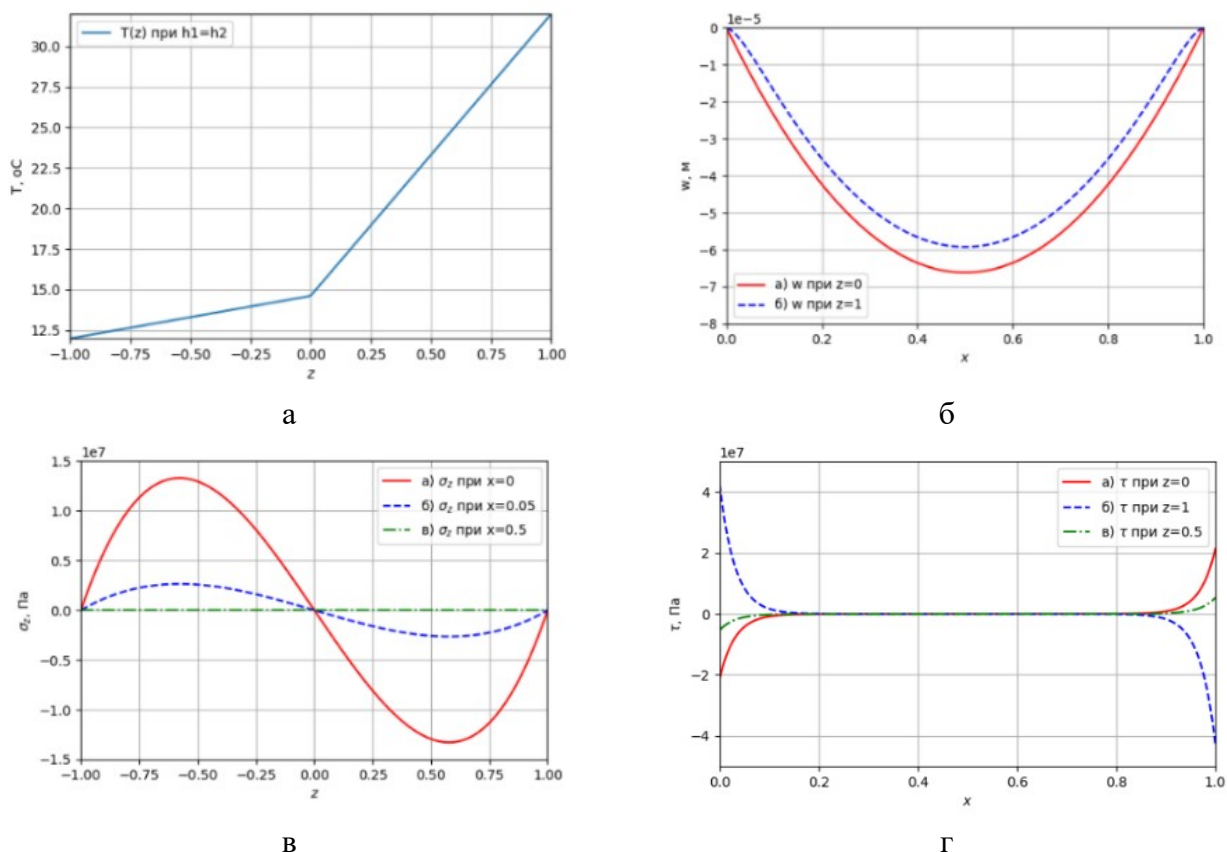 T(z) при h1=h2
30.0
27.5
25.0
22.5
20.0
17.5
15.0
12.5
T, oC
−1.00 −0.75 −0.50 −0.25 0.00 0.25 0.50 0.75 1.00
z
а
1e−5
0
−1
−2
−3
−4
−5
−6
−7
−8
w, м
а) w при z=0
б) w при z=1
0.0 0.2 0.4 0.6 0.8 1.0
x
б
1e7
1.5
1.0
0.5
0.0
−0.5
−1.0
−1.5
σz, Па
а) σz при x=0
б) σz при x=0.05
в) σz при x=0.5
−1.00 −0.75 −0.50 −0.25 0.00 0.25 0.50 0.75 1.00
z
в
1e7
4
2
0
−2
−4
τ, Па
а) τ при z=0
б) τ при z=1
в) τ при z=0.5
0.0 0.2 0.4 0.6 0.8 1.0
x
г